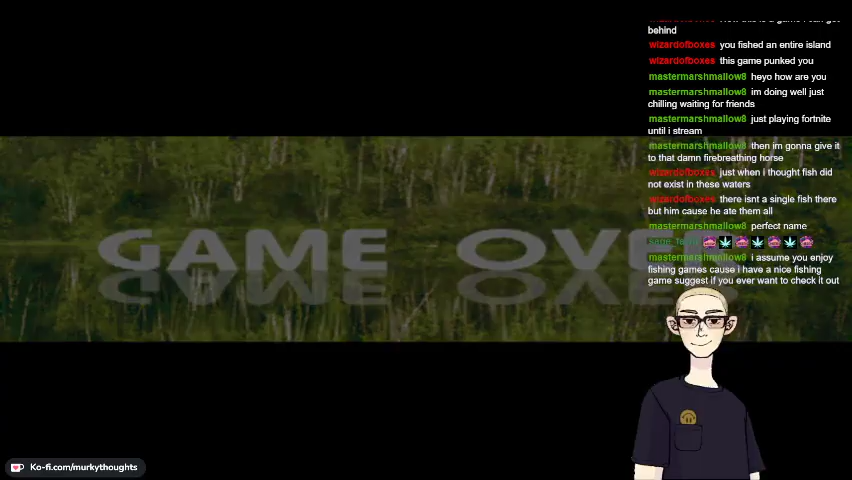 behind
wizardofboxes you fished an entire island
wizardofboxes this game punked you
mastermarshmallow8 heyo how are you
mastermarshmallow8 im doing well just
chilling waiting for friends
mastermarshmallow8 just playing fortnite
until i stream
mastermarshmallow8 then im gonna give it
to that damn firebreathing horse
wizardofboxes just when i thought fish did
not exist in these waters
wizardofboxes there isnt a single fish there
but him cause he ate them all
mastermarshmallow8 perfect name
mastermarshmallow8 i assume you enjoy
fishing games cause i have a nice fishing
game suggest if you ever want to check it out
GAME OVER
Ko-fi.com/murkythoughts